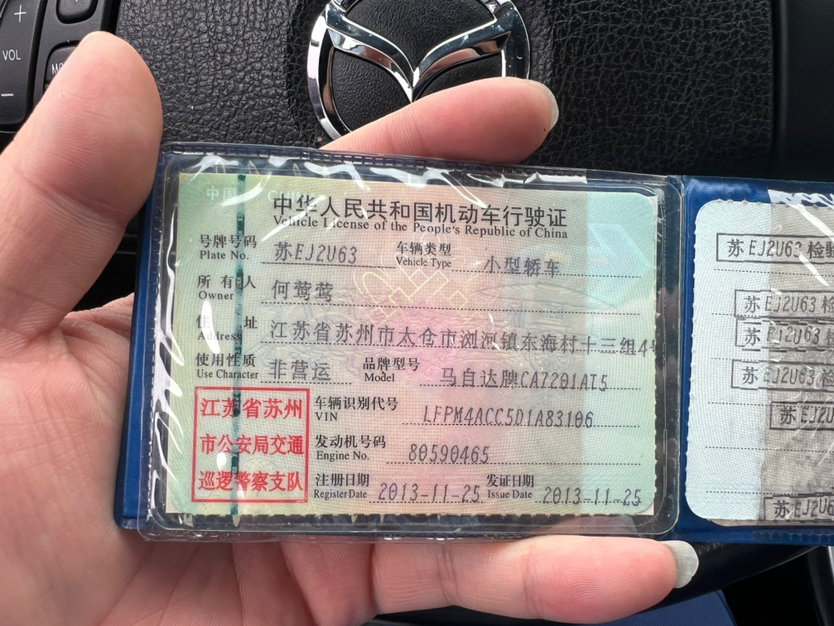 VOL
中华人民共和国机动车行驶证
Vehicle License of the People's Republic of China
号牌号码 苏EJ2U63 车辆类型 小型轿车
Plate No. Vehicle Type
所有人 何莺莺
Owner
住 址 江苏省苏州市太仓市浏河镇东海村十三组4
Address
使用性质 非营运 品牌型号 马自达牌CA7201AT5
Use Character Model
江苏省苏州
市公安局交通
巡逻警察支队
车辆识别代号 LFPM4ACC5D1A83106
VIN
发动机号码 80590465
Engine No.
注册日期 2013-11-25 发证日期 2013-11-25
Register Date Issue Date
苏EJ2U63 检验
苏EJ2U63 检
苏EJ2U63 检
苏EJ2U63 检
苏EJ2U
苏EJ2U6